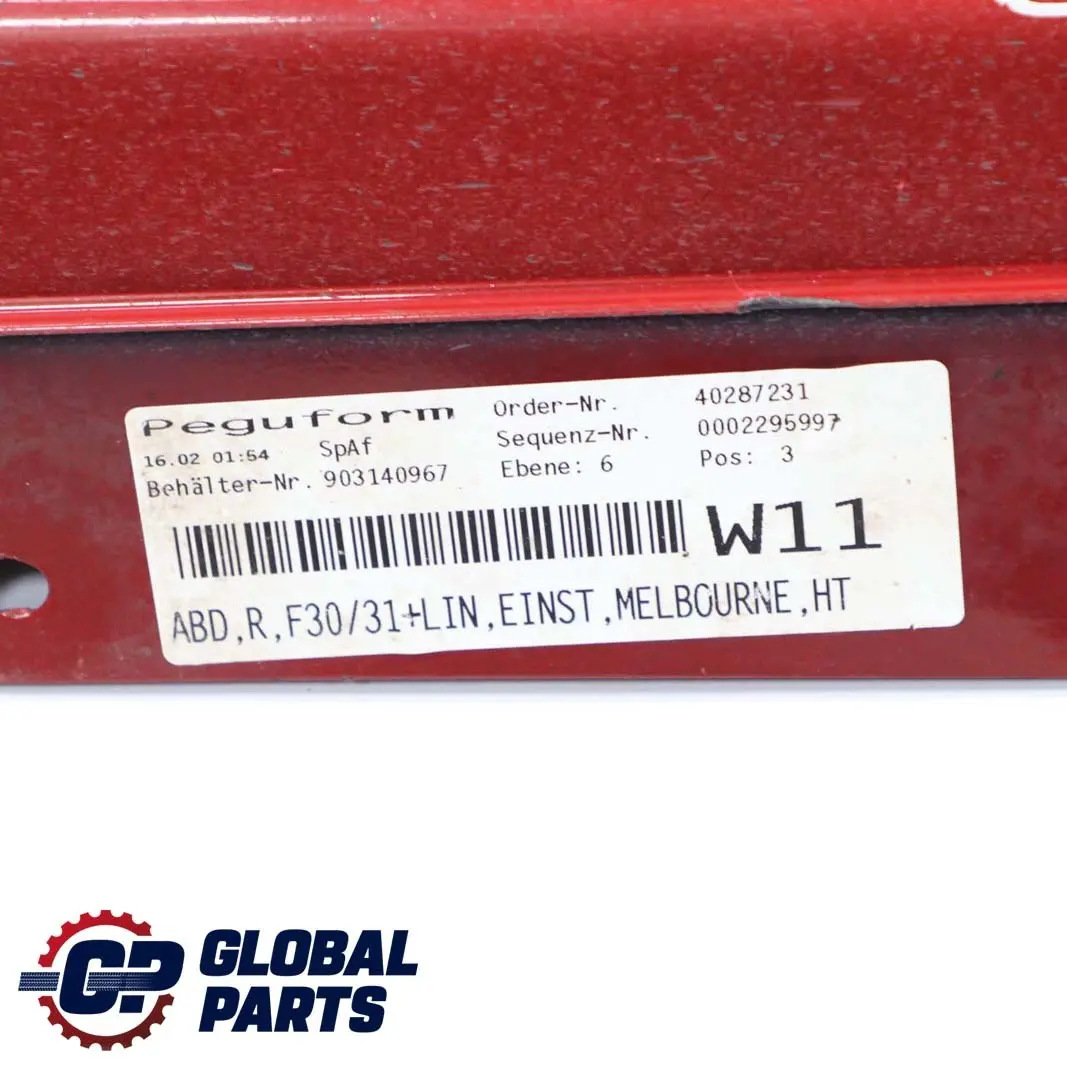 Peguform
Order-Nr. 40287231
16.02 01:54 SpAf
Sequenz-Nr. 0002295997
Behälter-Nr. 903140967
Ebene: 6 Pos: 3
W11
ABD,R,F30/31+LIN,EINST,MELBOURNE,HT
CP GLOBAL
PARTS